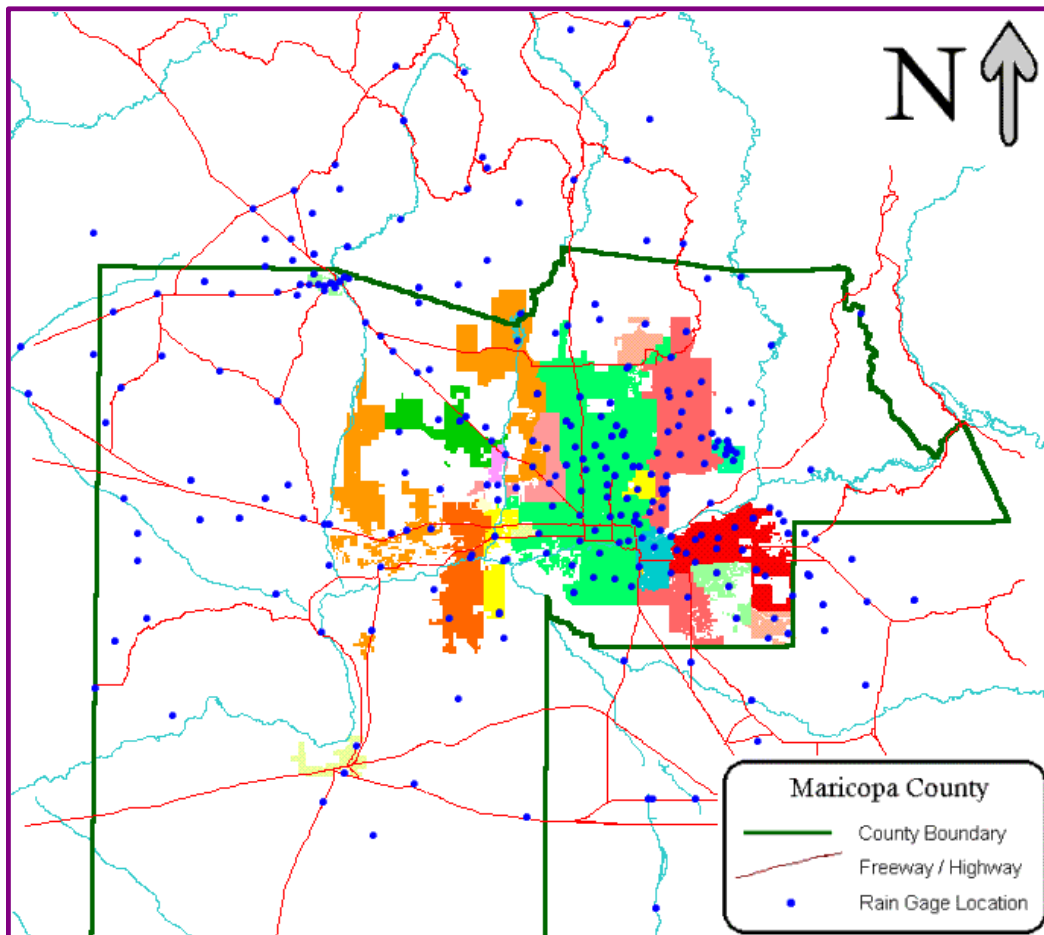 N
Maricopa County
County Boundary
Freeway / Highway
Rain Gage Location